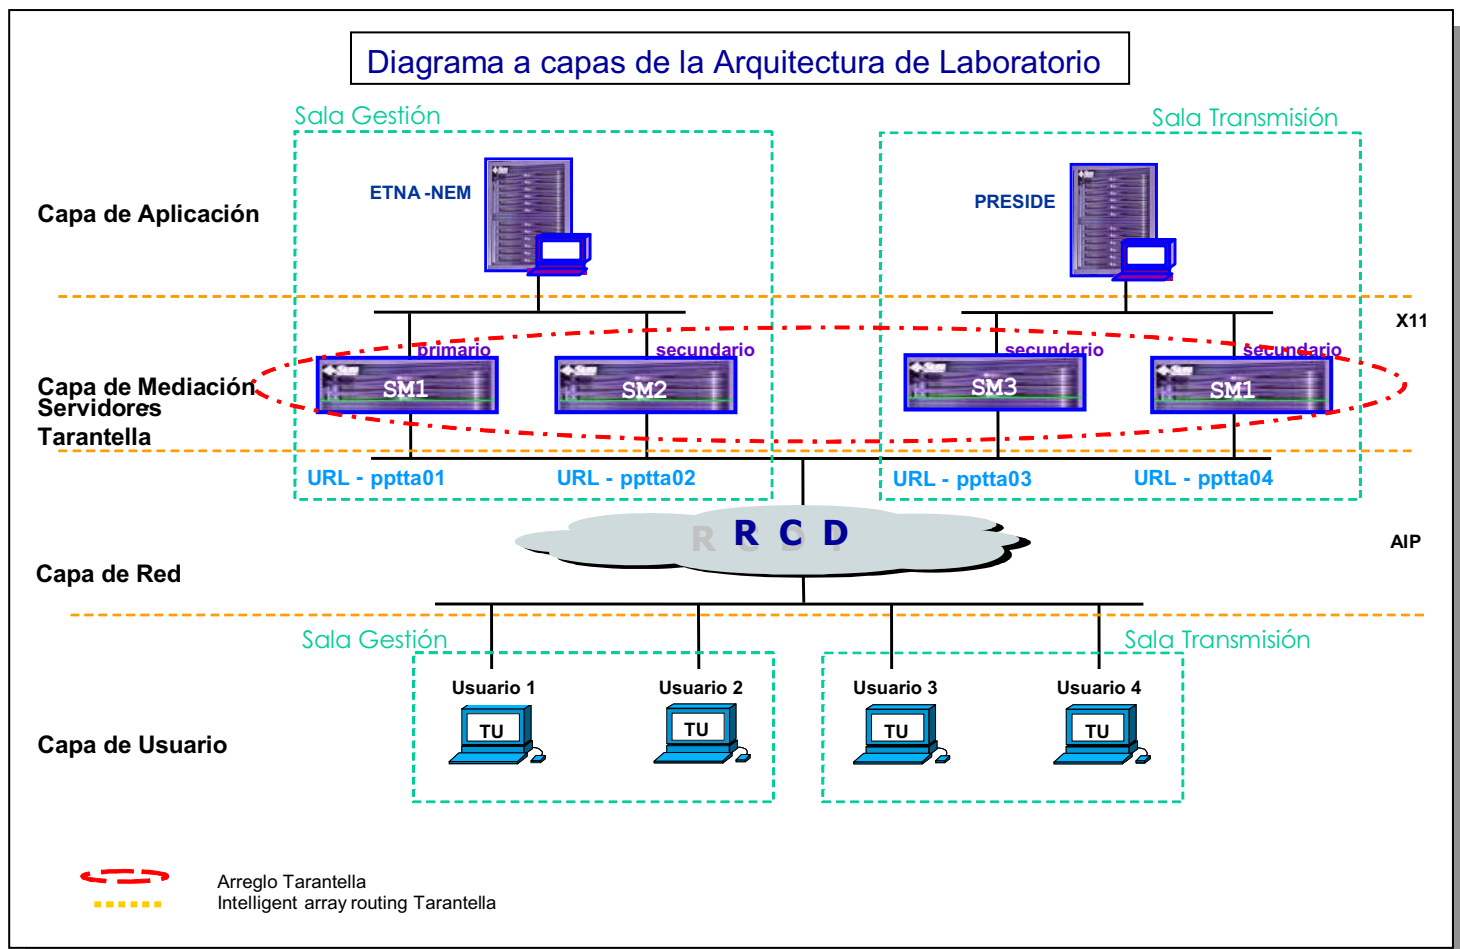 Diagrama a capas de la Arquitectura de Laboratorio
Sala Gestión
Sala Transmisión
ETNA -NEM
PRESIDE
Capa de Aplicación
X11
primario
secundario
secundario
secundario
SM1
SM2
SM3
SM1
Capa de Mediación
Servidores
Tarantella
URL - pptta01
URL - pptta02
URL - pptta03
URL - pptta04
R C D
AIP
Capa de Red
Sala Gestión
Sala Transmisión
Usuario 1
Usuario 2
Usuario 3
Usuario 4
TU
TU
TU
TU
Capa de Usuario
Arreglo Tarantella
Intelligent array routing Tarantella